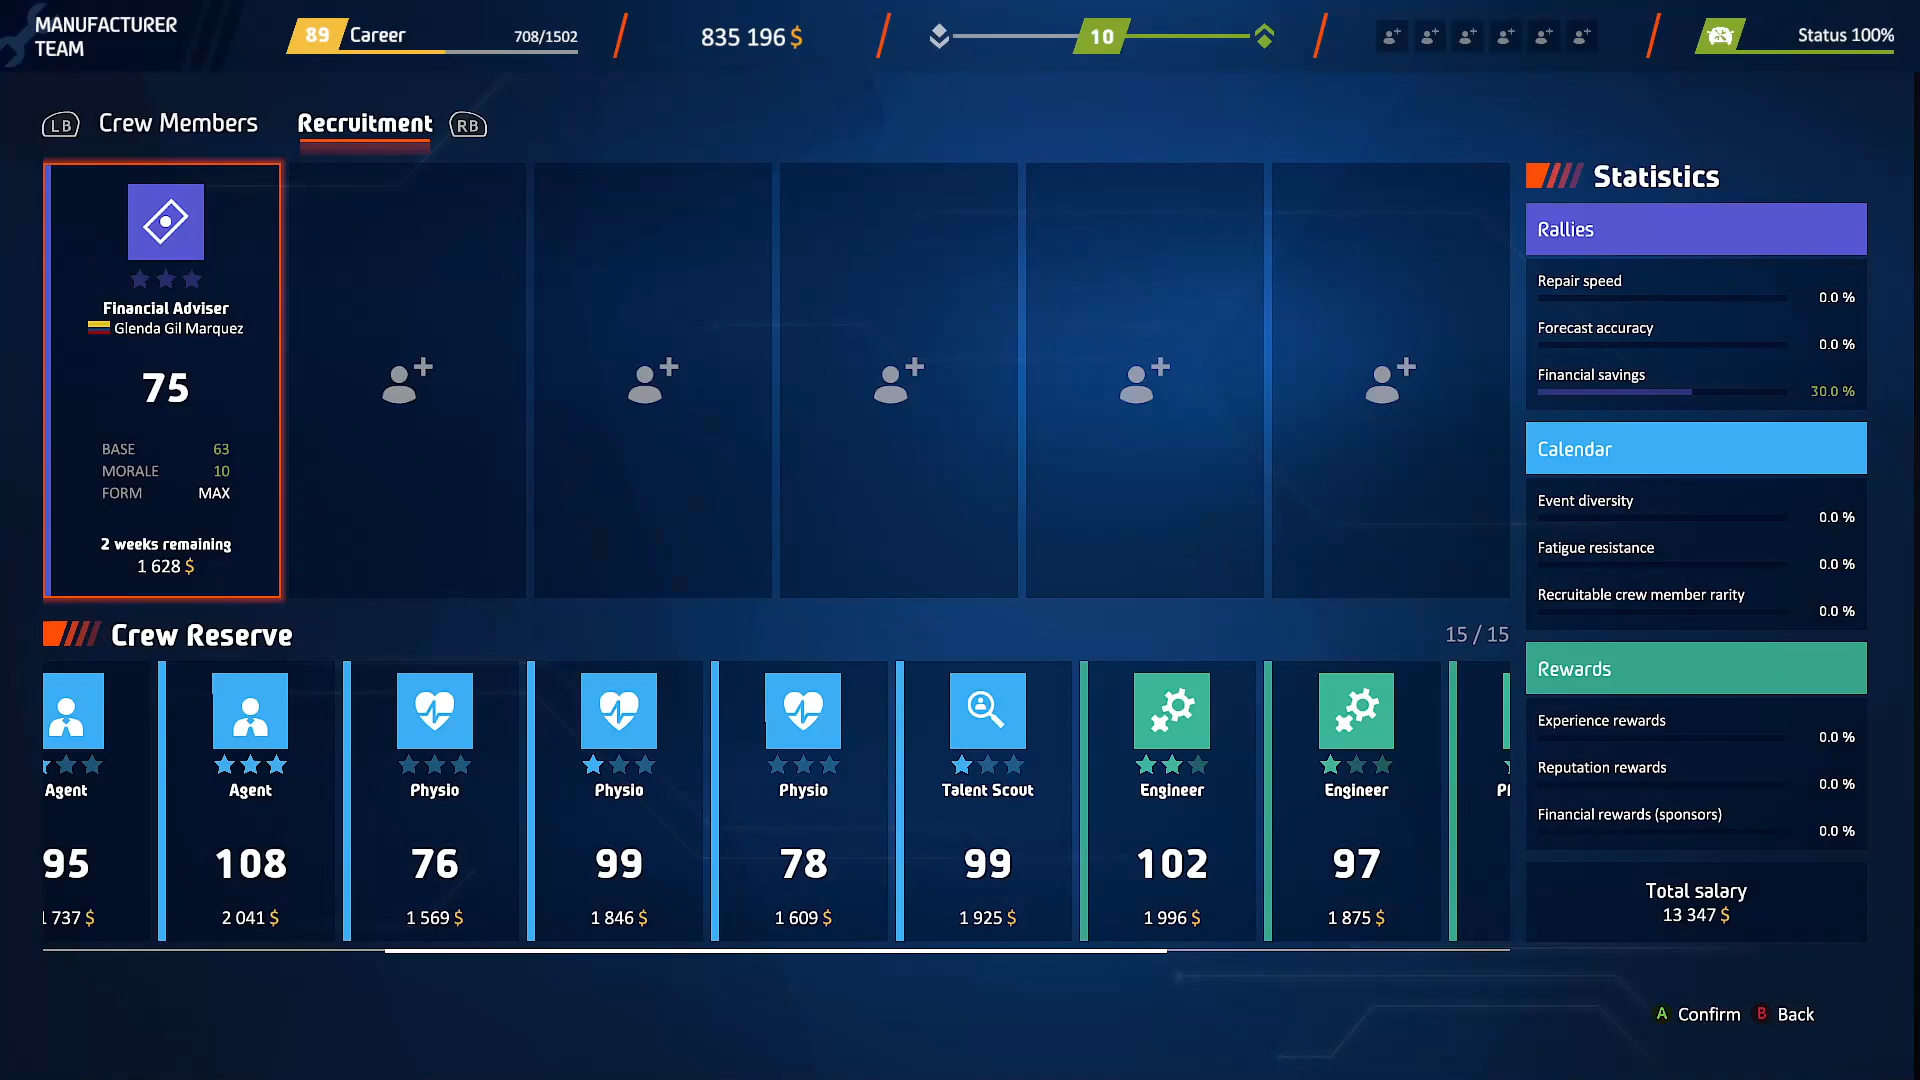 MANUFACTURER
TEAM
89 Career 708/1502
835 196 $
10
Status 100%
LB Crew Members Recruitment RB
Financial Adviser
Glenda Gil Marquez
75
BASE 63
MORALE 10
FORM MAX
2 weeks remaining
1 628 $
Statistics
Rallies
Repair speed
0.0 %
Forecast accuracy
0.0 %
Financial savings
30.0 %
Calendar
Event diversity
0.0 %
Fatigue resistance
0.0 %
Recruitable crew member rarity
0.0 %
Rewards
Experience rewards
0.0 %
Reputation rewards
0.0 %
Financial rewards (sponsors)
0.0 %
Total salary
13 347 $
Crew Reserve 15 / 15
Agent
95
1 737 $
Agent
108
2 041 $
Physio
76
1 569 $
Physio
99
1 846 $
Physio
78
1 609 $
Talent Scout
99
1 925 $
Engineer
102
1 996 $
Engineer
97
1 875 $
A Confirm B Back